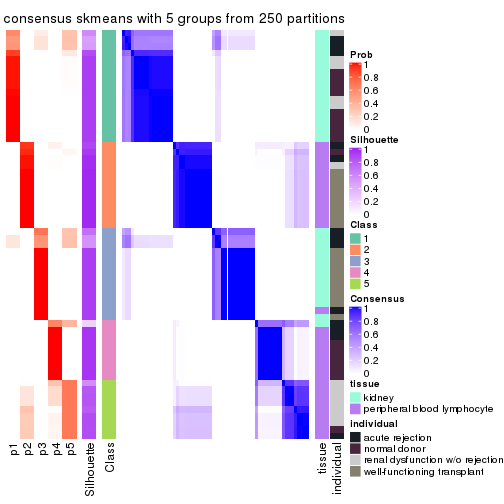 consensus skmeans with 5 groups from 250 partitions
Prob
1
0.8
0.6
0.4
0.2
0
Silhouette
1
0.8
0.6
0.4
0.2
0
Class
1
2
3
4
5
Consensus
1
0.8
0.6
0.4
0.2
0
tissue
kidney
peripheral blood lymphocyte
individual
acute rejection
normal donor
renal dysfunction w/o rejection
well-functioning transplant
p1
p2
p3
p4
p5
Silhouette
Class
tissue
individual